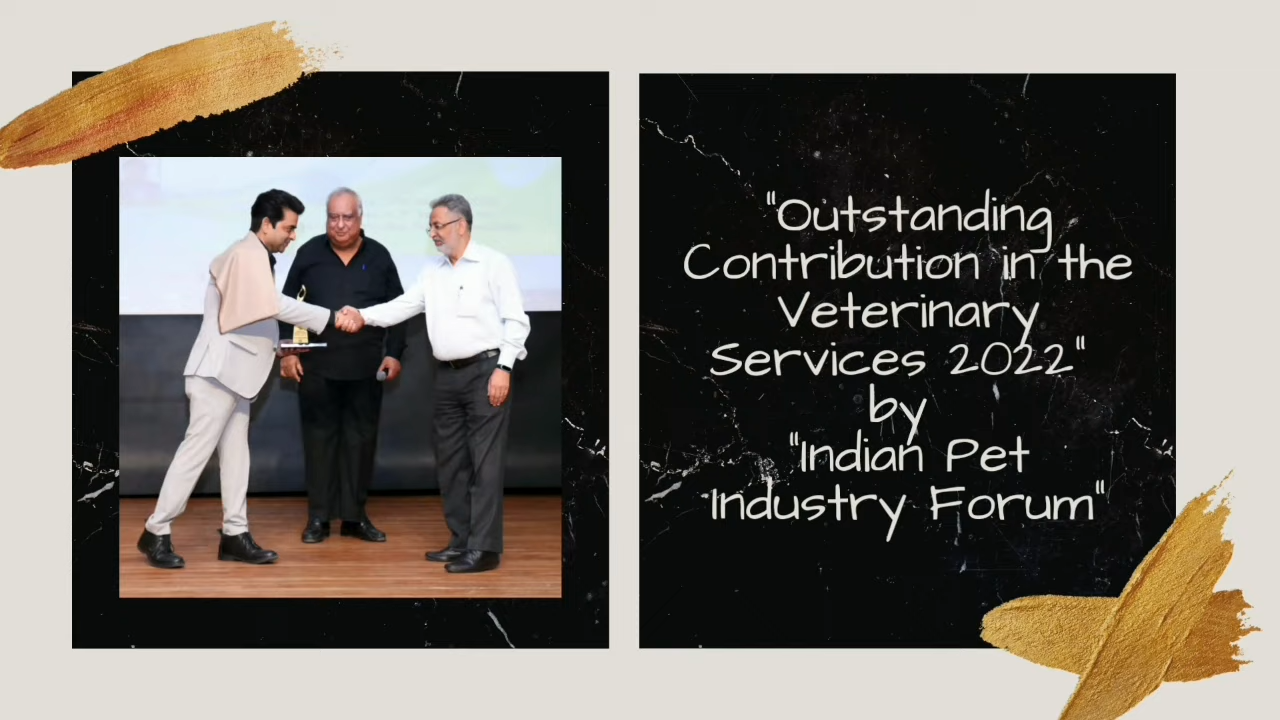 "Outstanding
Contribution in the
Veterinary
Services 2022"
by
"Indian Pet
Industry Forum"